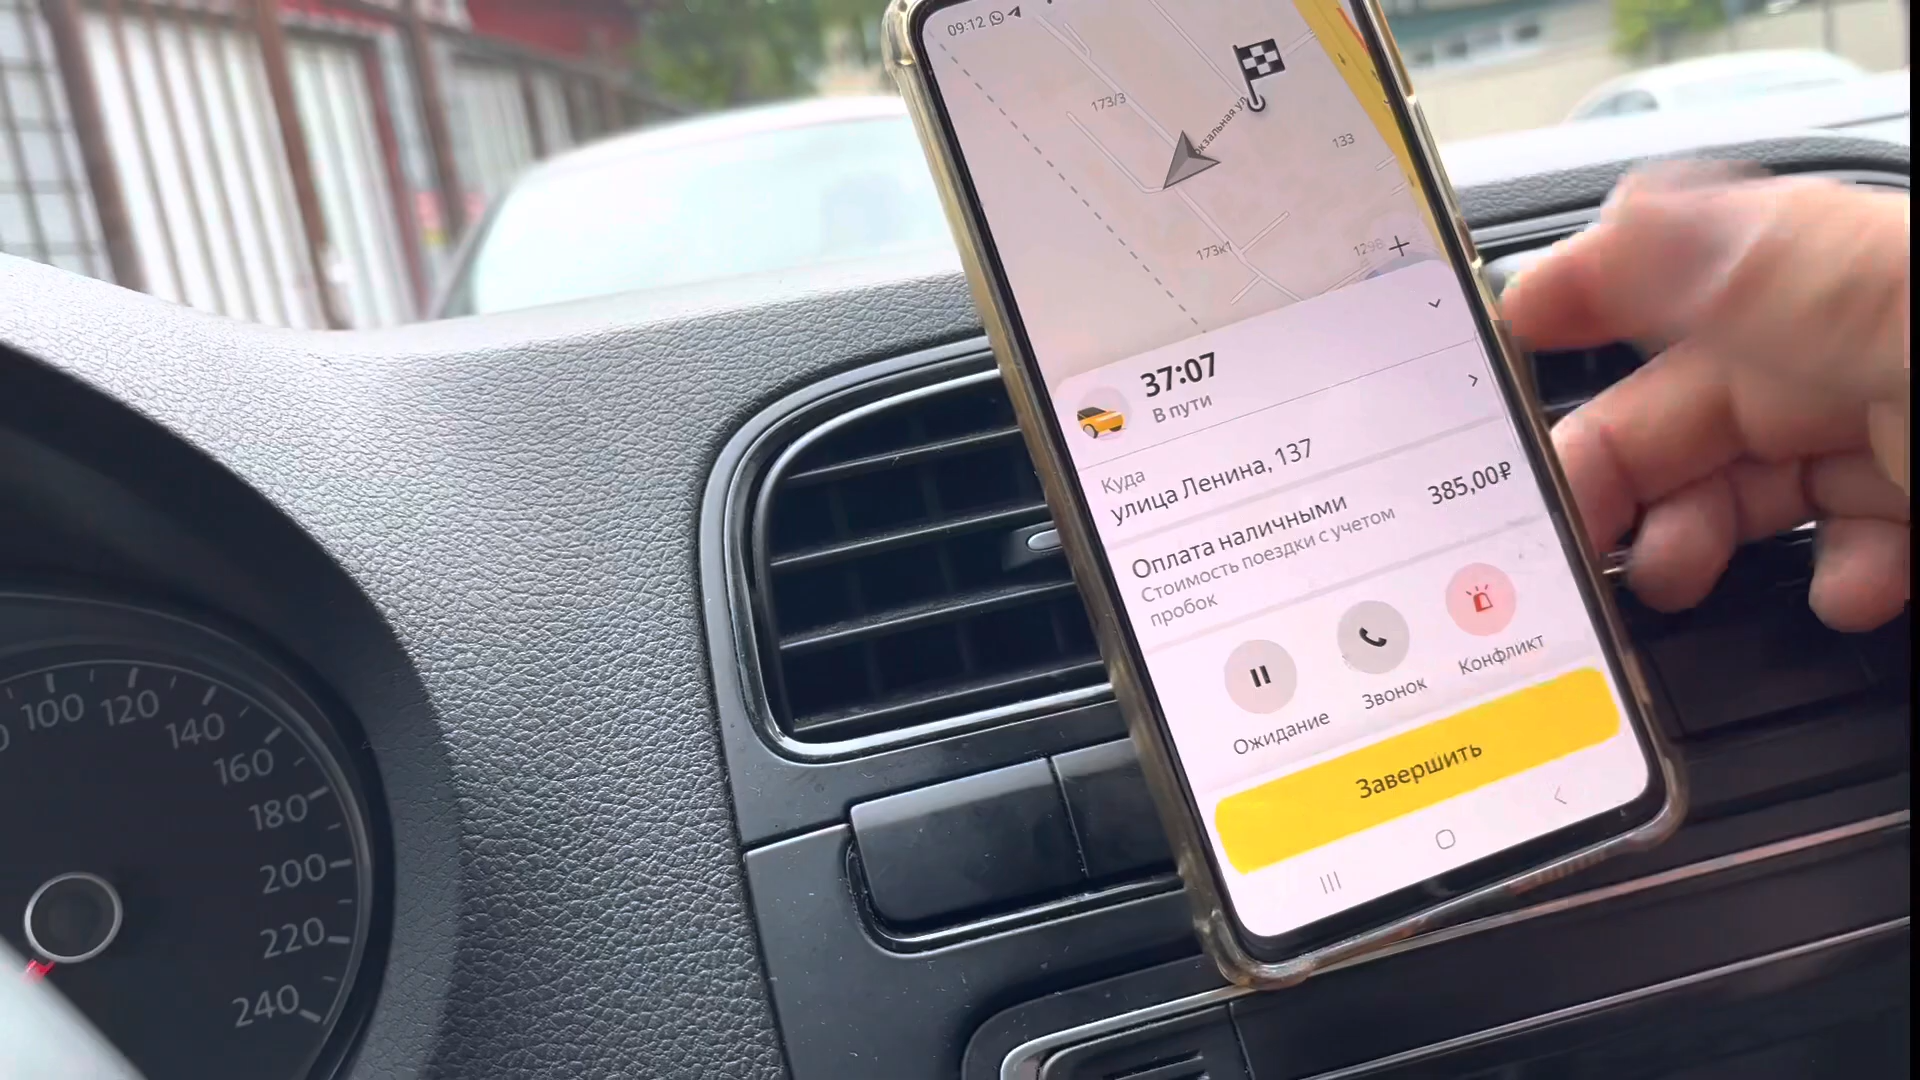 09:12
173/3
133
173к1
129в
37:07
В пути
Куда
улица Ленина, 137
Оплата наличными
385,00₽
Стоимость поездки с учетом
пробок
Ожидание
Звонок
Конфликт
Завершить
100
120
140
160
180
200
220
240